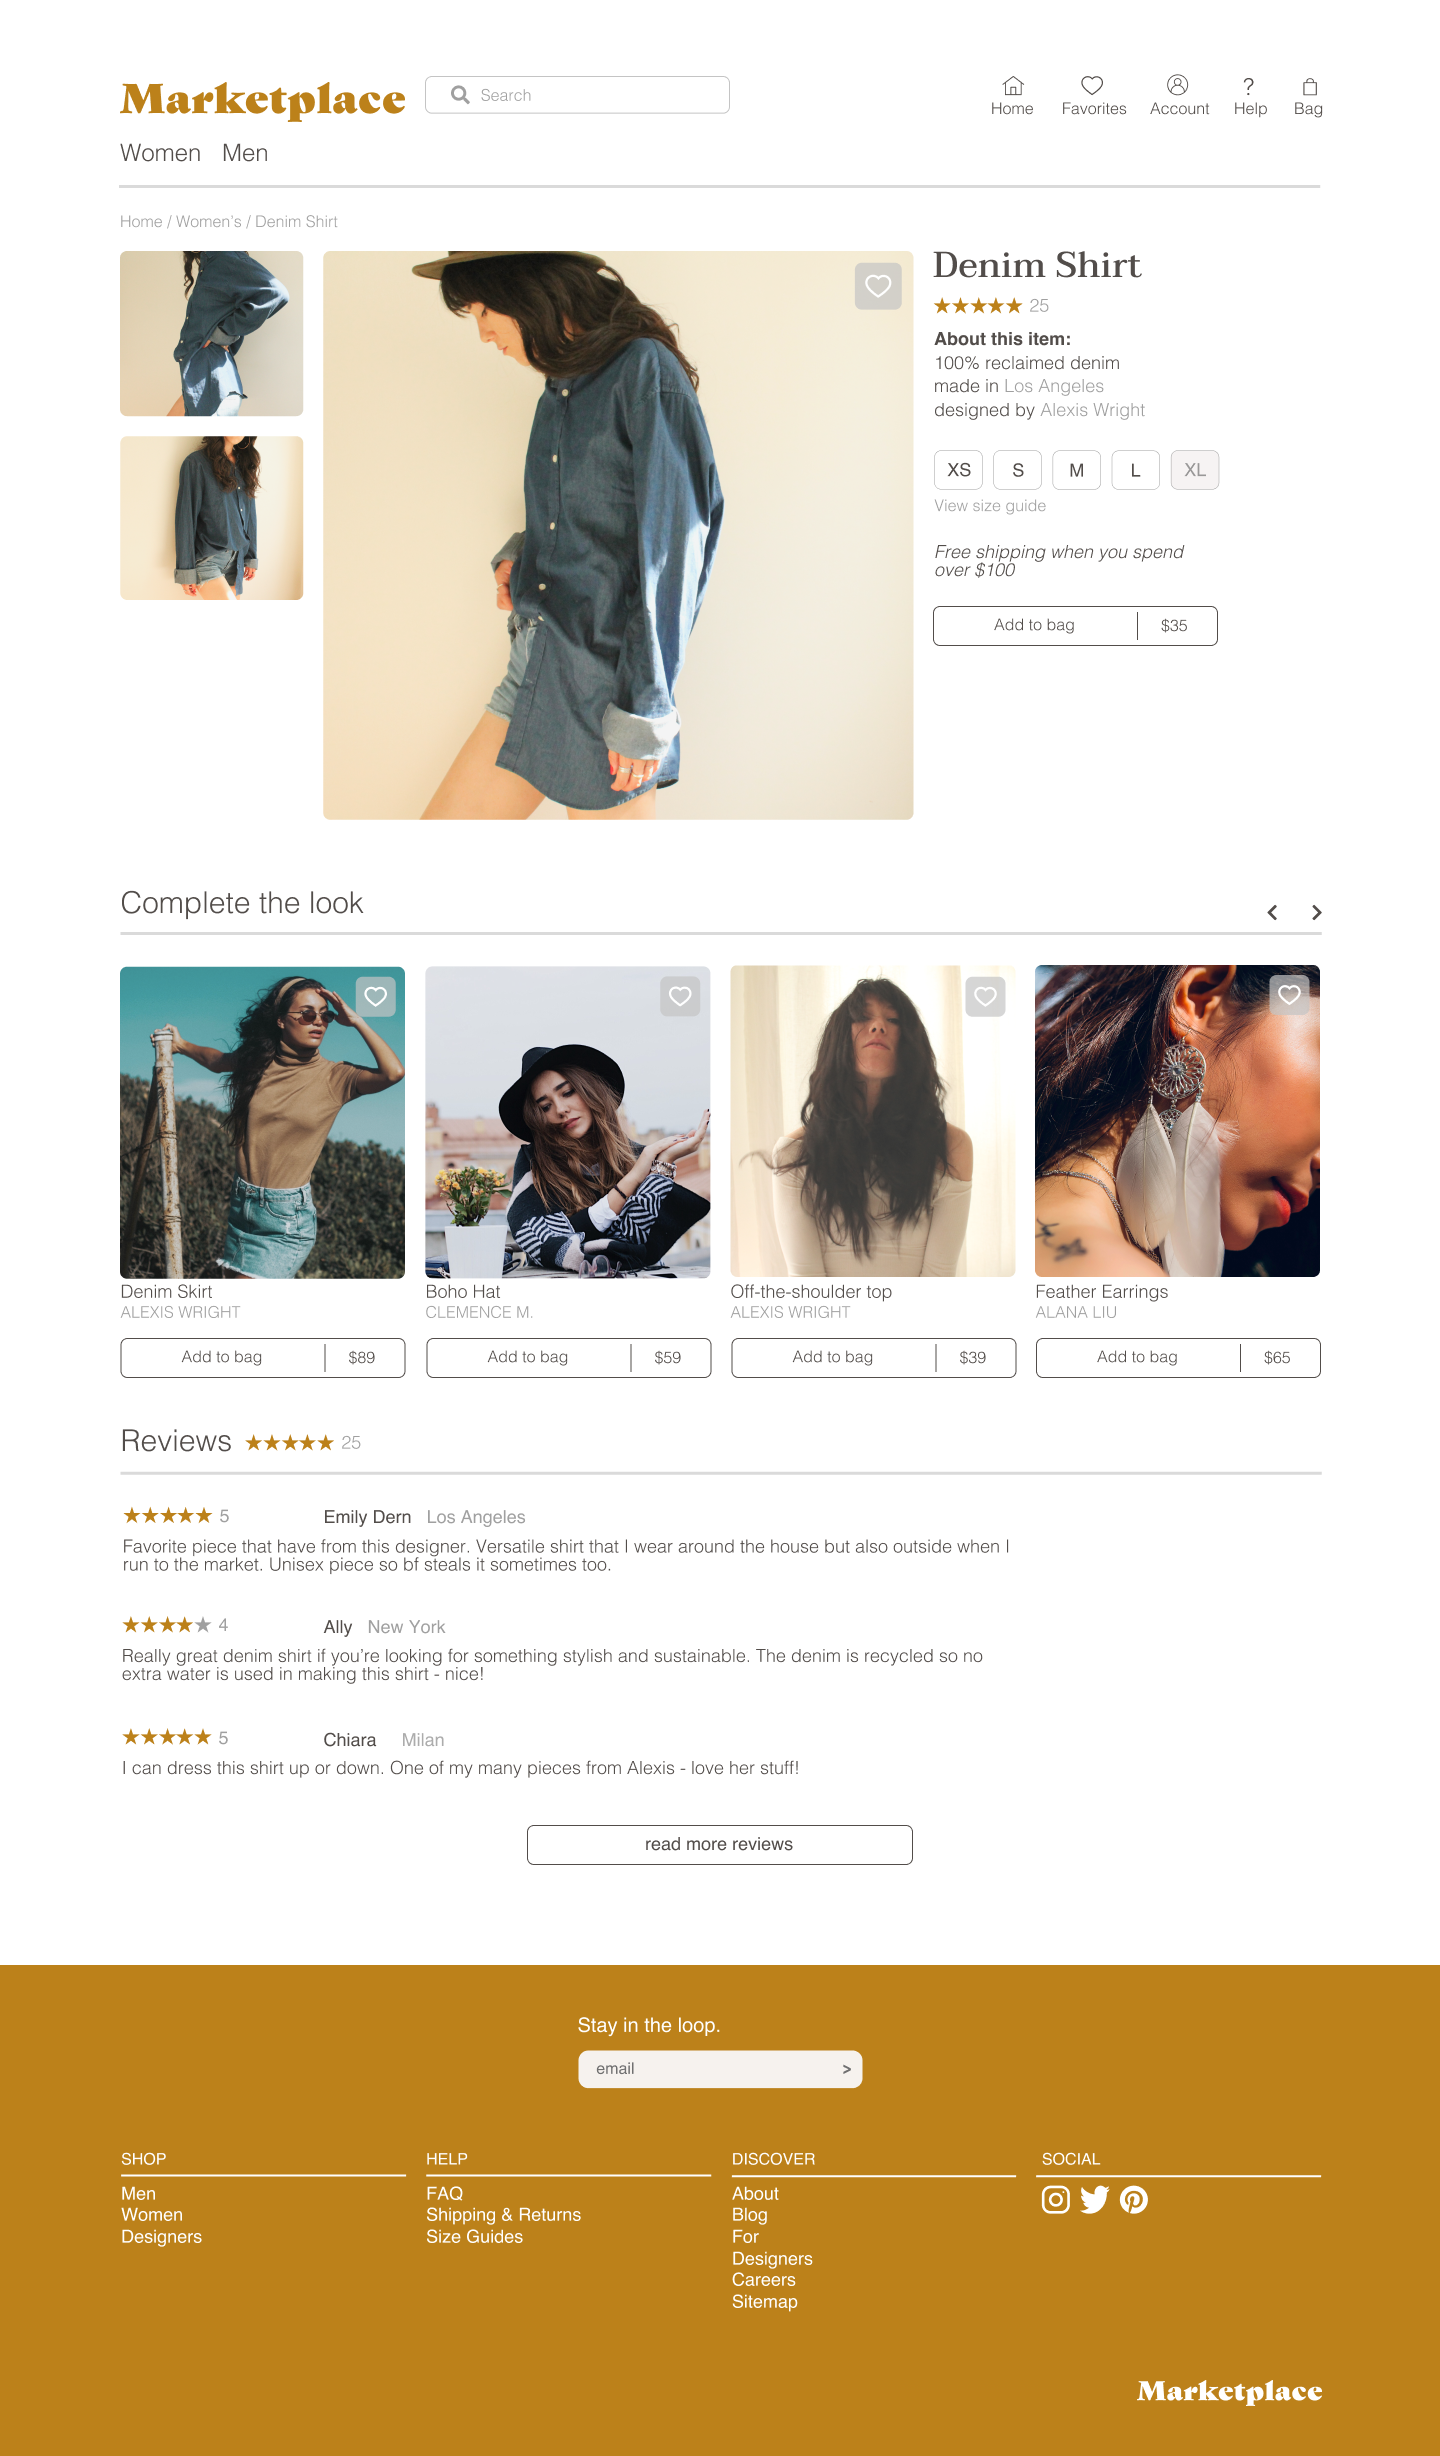 Marketplace
Search
Home
Favorites
Account
?
Help
Bag
Women Men
Home / Women's / Denim Shirt
Denim Shirt
★★★★★ 25
About this item:
100% reclaimed denim
made in Los Angeles
designed by Alexis Wright
XS S M L XL
View size guide
Free shipping when you spend
over $100
Add to bag $35
Complete the look
Denim Skirt
ALEXIS WRIGHT
Add to bag $89
Boho Hat
CLEMENCE M.
Add to bag $59
Off-the-shoulder top
ALEXIS WRIGHT
Add to bag $39
Feather Earrings
ALANA LIU
Add to bag $65
Reviews ★★★★★ 25
★★★★★ 5 Emily Dern Los Angeles
Favorite piece that have from this designer. Versatile shirt that I wear around the house but also outside when I
run to the market. Unisex piece so bf steals it sometimes too.
★★★★★ 4 Ally New York
Really great denim shirt if you’re looking for something stylish and sustainable. The denim is recycled so no
extra water is used in making this shirt - nice!
★★★★★ 5 Chiara Milan
I can dress this shirt up or down. One of my many pieces from Alexis - love her stuff!
read more reviews
Stay in the loop.
email >
SHOP
Men
Women
Designers
HELP
FAQ
Shipping & Returns
Size Guides
DISCOVER
About
Blog
For
Designers
Careers
Sitemap
SOCIAL
Marketplace